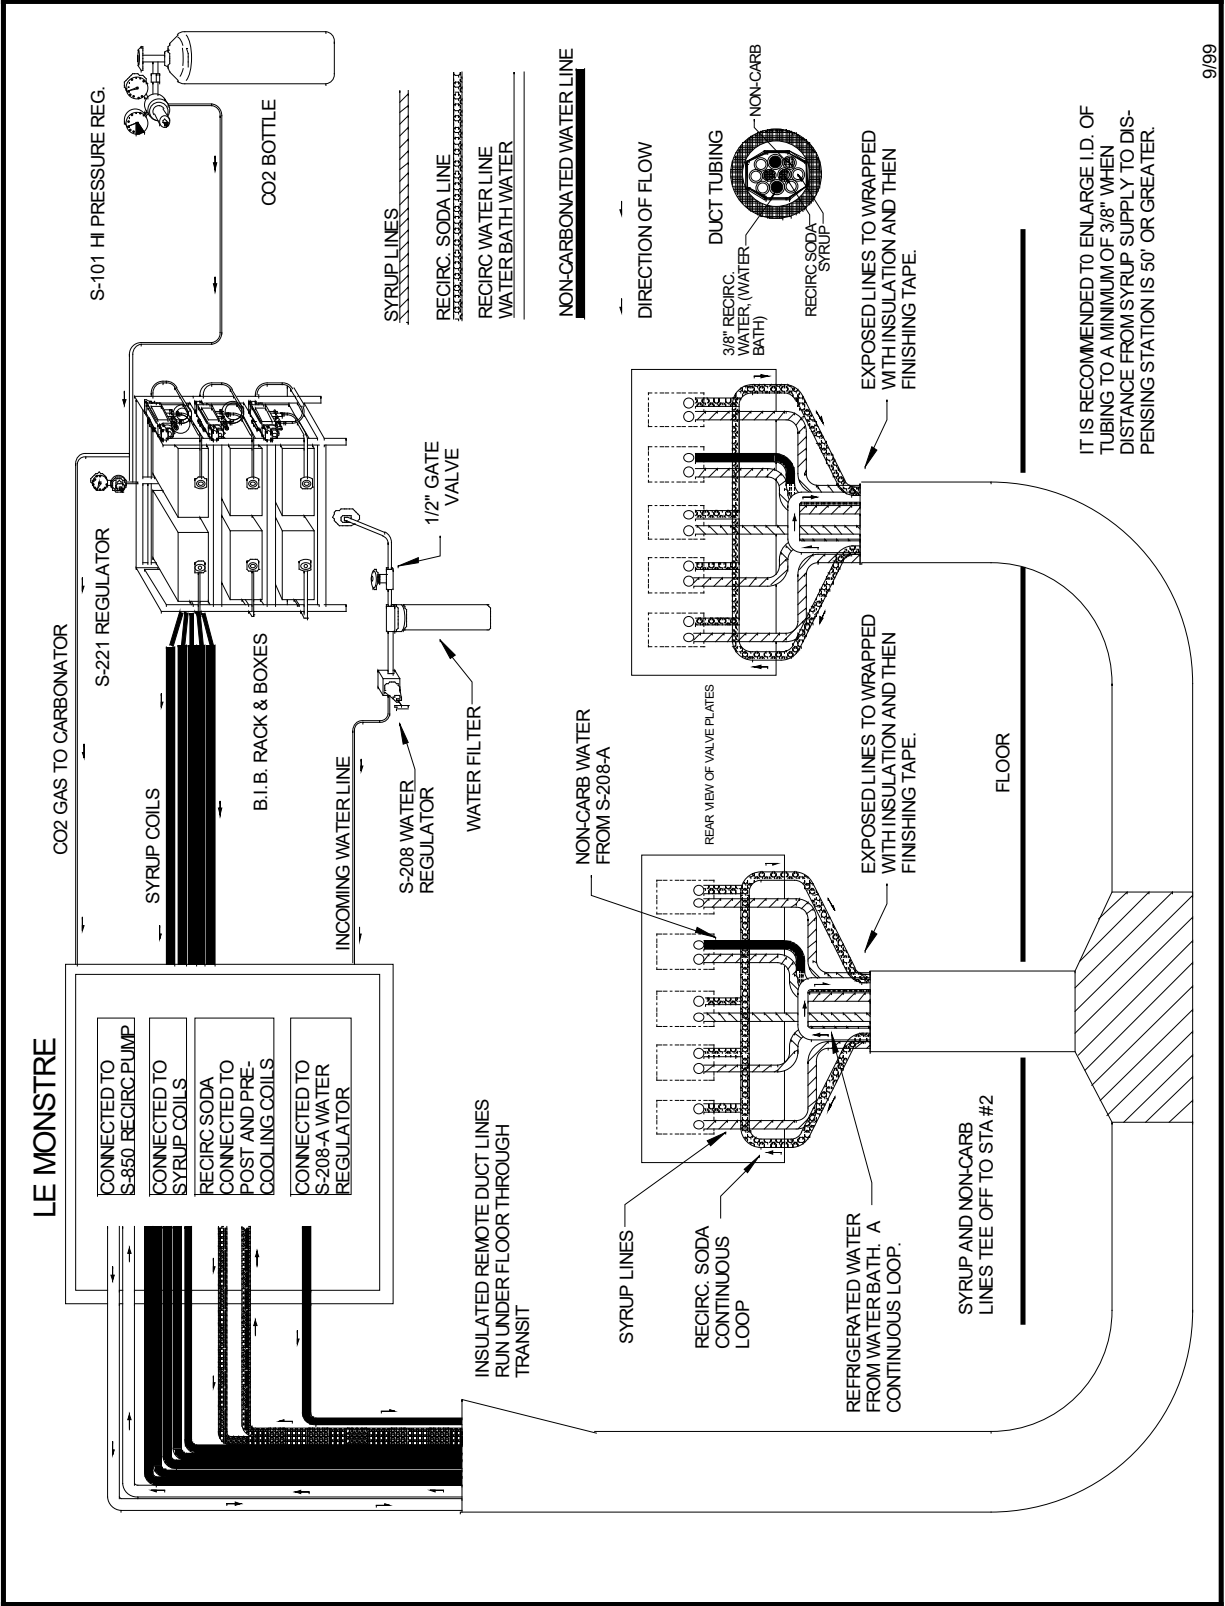 LE MONSTRE
CO2 GAS TO CARBONATOR
S-101 HI PRESSURE REG.
CO2 BOTTLE
S-221 REGULATOR
SYRUP COILS
B.I.B. RACK & BOXES
INCOMING WATER LINE
1/2" GATE
VALVE
S-208 WATER
REGULATOR
WATER FILTER
CONNECTED TO
S-850 RECIRC PUMP
CONNECTED TO
SYRUP COILS
RECIRC SODA
CONNECTED TO
POST AND PRE-
COOLING COILS
CONNECTED TO
S-208-A WATER
REGULATOR
SYRUP LINES
RECIRC. SODA LINE
RECIRC WATER LINE
WATER BATH WATER
NON-CARBONATED WATER LINE
DIRECTION OF FLOW
DUCT TUBING
NON-CARB
3/8" RECIRC.
WATER, (WATER
BATH)
RECIRC SODA
SYRUP
INSULATED REMOTE DUCT LINES
RUN UNDER FLOOR THROUGH
TRANSIT
NON-CARB WATER
FROM S-208-A
REAR VIEW OF VALVE PLATES
SYRUP LINES
RECIRC. SODA
CONTINUOUS
LOOP
REFRIGERATED WATER
FROM WATER BATH. A
CONTINUOUS LOOP.
EXPOSED LINES TO WRAPPED
WITH INSULATION AND THEN
FINISHING TAPE.
EXPOSED LINES TO WRAPPED
WITH INSULATION AND THEN
FINISHING TAPE.
SYRUP AND NON-CARB
LINES TEE OFF TO STA #2
FLOOR
IT IS RECOMMENDED T0 ENLARGE I.D. OF
TUBING TO A MINIMUM OF 3/8" WHEN
DISTANCE FROM SYRUP SUPPLY TO DIS-
PENSING STATION IS 50' OR GREATER.
9/99